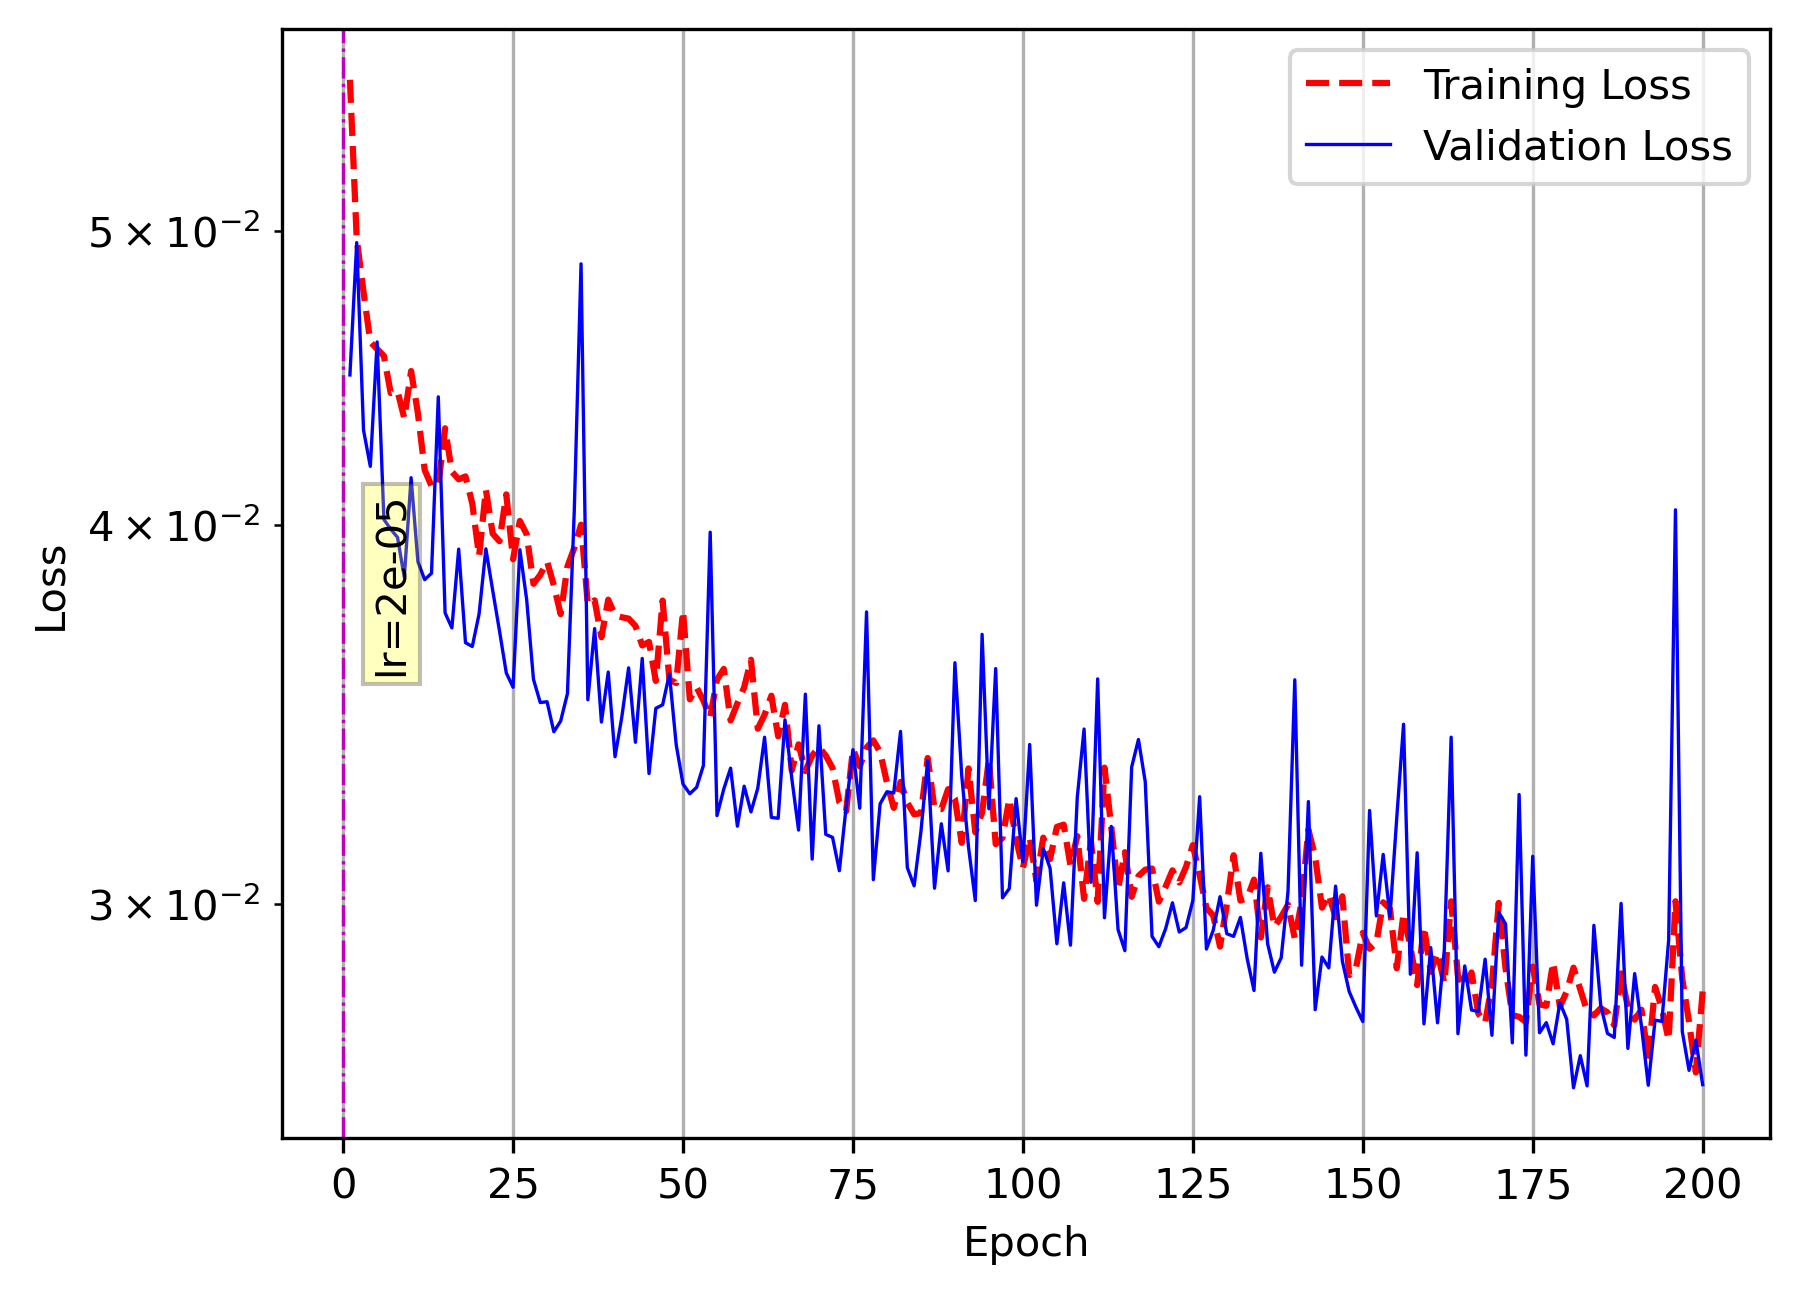 Training Loss
Validation Loss
5 × 10⁻²
4 × 10⁻²
3 × 10⁻²
Loss
lr=2e-05
0 25 50 75 100 125 150 175 200
Epoch